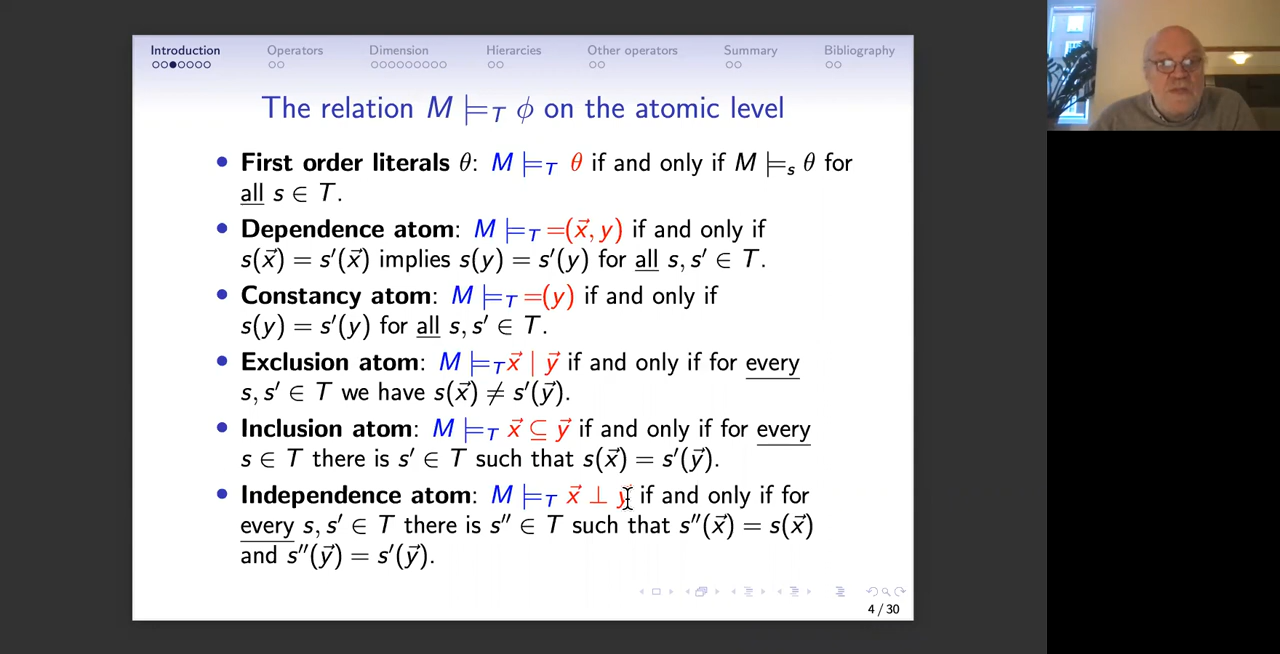 Introduction Operators Dimension Hierarcies Other operators Summary Bibliography
The relation M ⊨_T ϕ on the atomic level
• First order literals θ: M ⊨_T θ if and only if M ⊨_s θ for
all s ∈ T.
• Dependence atom: M ⊨_T =(x⃗, y) if and only if
s(x⃗) = s′(x⃗) implies s(y) = s′(y) for all s, s′ ∈ T.
• Constancy atom: M ⊨_T =(y) if and only if
s(y) = s′(y) for all s, s′ ∈ T.
• Exclusion atom: M ⊨_T x⃗ | y⃗ if and only if for every
s, s′ ∈ T we have s(x⃗) ≠ s′(y⃗).
• Inclusion atom: M ⊨_T x⃗ ⊆ y⃗ if and only if for every
s ∈ T there is s′ ∈ T such that s(x⃗) = s′(y⃗).
• Independence atom: M ⊨_T x⃗ ⊥ y⃗ if and only if for
every s, s′ ∈ T there is s′′ ∈ T such that s′′(x⃗) = s(x⃗)
and s′′(y⃗) = s′(y⃗).
4 / 30